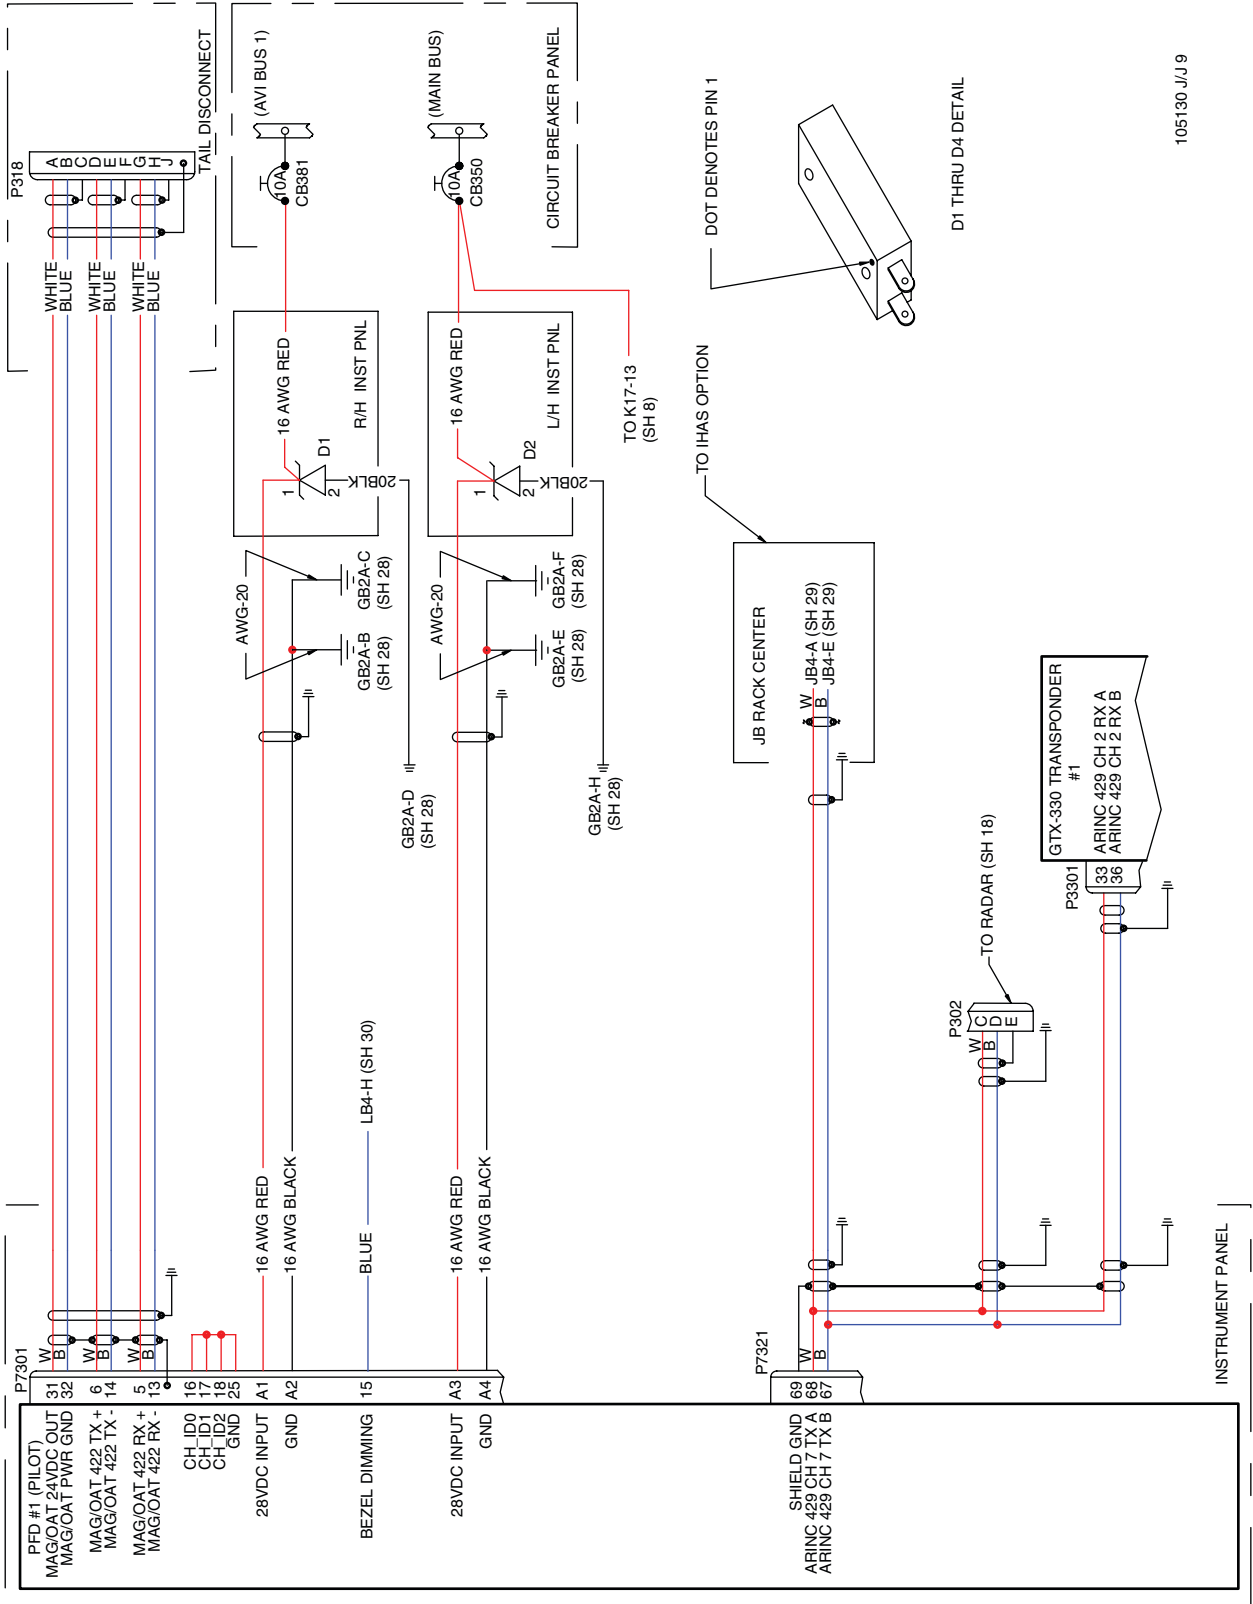 PFD #1 (PILOT)
MAG/OAT 24VDC OUT
MAG/OAT PWR GND
MAG/OAT 422 TX +
MAG/OAT 422 TX -
MAG/OAT 422 RX +
MAG/OAT 422 RX -
CH_ID0
CH_ID1
CH_ID2
GND
28VDC INPUT
GND
BEZEL DIMMING
28VDC INPUT
GND
SHIELD GND
ARINC 429 CH 7 TX A
ARINC 429 CH 7 TX B
P7301
31
32
6
14
5
13
16
17
18
25
A1
A2
15
A3
A4
P7321
69
68
67
W
B
W
B
W
B
W
B
INSTRUMENT PANEL
16 AWG RED
16 AWG BLACK
BLUE
LB4-H (SH 30)
16 AWG RED
16 AWG BLACK
WHITE
BLUE
WHITE
BLUE
WHITE
BLUE
P318
A
B
C
D
E
F
G
H
J
TAIL DISCONNECT
AWG-20
GB2A-B
(SH 28)
GB2A-C
(SH 28)
GB2A-D
(SH 28)
1
2
D1
20BLK
16 AWG RED
R/H INST PNL
10A
CB381
(AVI BUS 1)
AWG-20
GB2A-E
(SH 28)
GB2A-F
(SH 28)
GB2A-H
(SH 28)
1
2
D2
20BLK
16 AWG RED
L/H INST PNL
10A
CB350
(MAIN BUS)
CIRCUIT BREAKER PANEL
TO K17-13
(SH 8)
JB RACK CENTER
W
B
JB4-A (SH 29)
JB4-E (SH 29)
TO IHAS OPTION
P302
W
B
C
D
E
TO RADAR (SH 18)
P3301
33
36
GTX-330 TRANSPONDER
#1
ARINC 429 CH 2 RX A
ARINC 429 CH 2 RX B
DOT DENOTES PIN 1
D1 THRU D4 DETAIL
105130 J/J 9